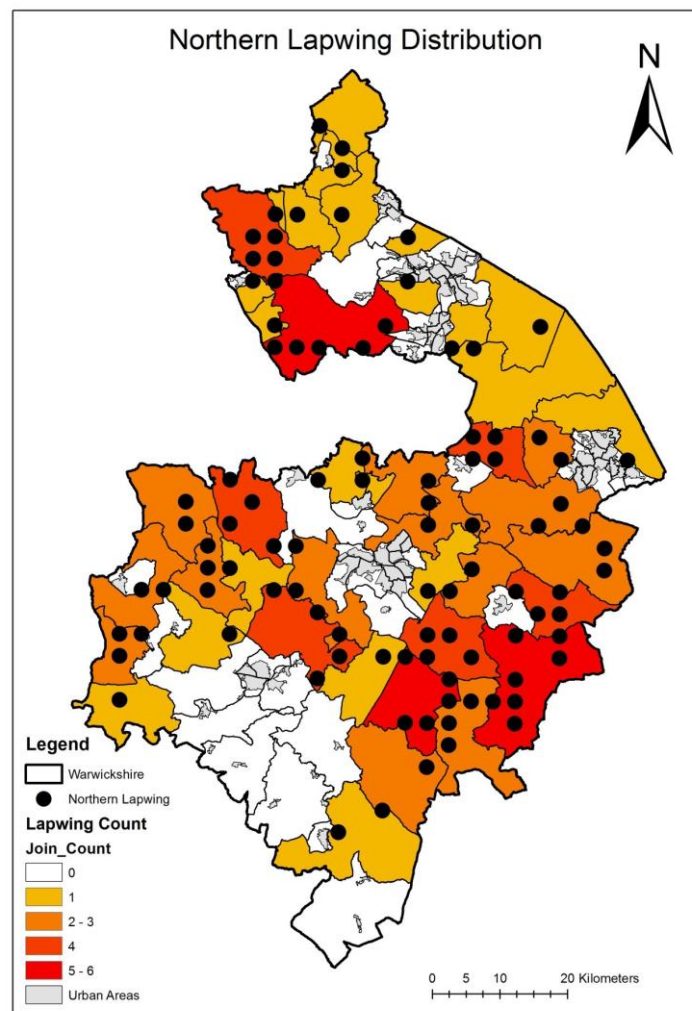 Northern Lapwing Distribution
N
Legend
Warwickshire
Northern Lapwing
Lapwing Count
Join_Count
0
1
2 - 3
4
5 - 6
Urban Areas
0 5 10 20 Kilometers